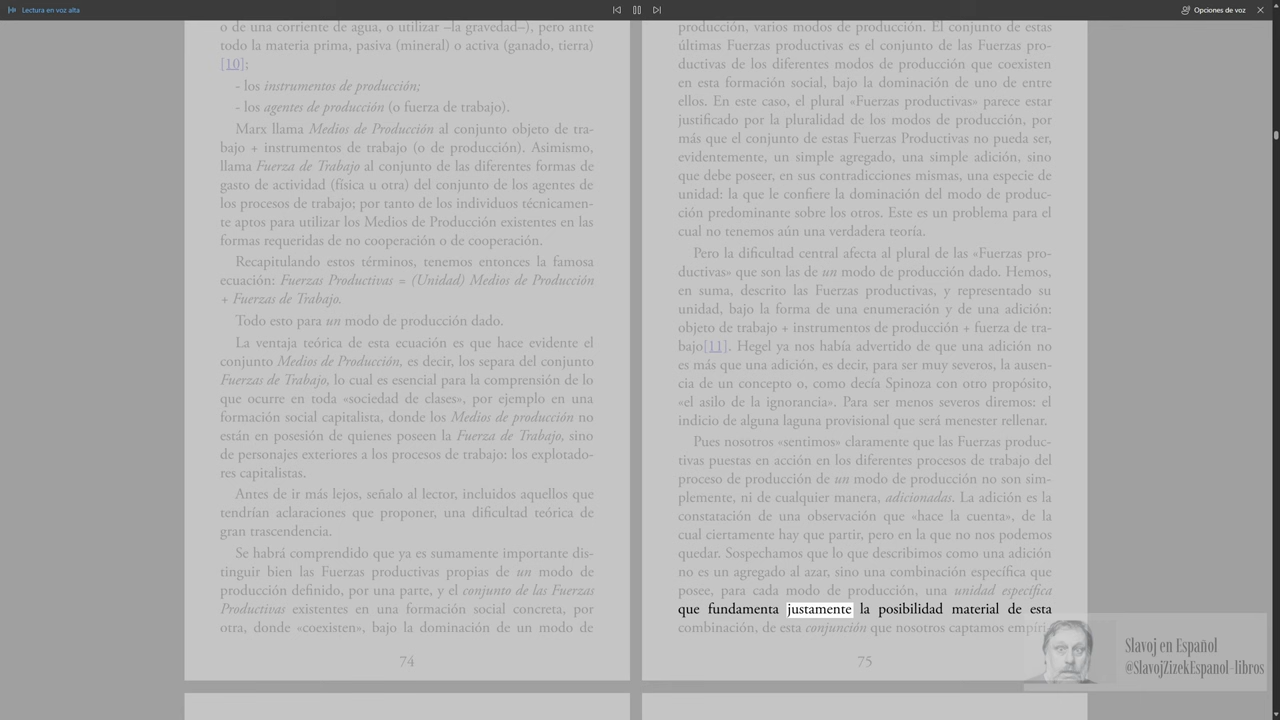 Lectura en voz alta
Opciones de voz
o de una corriente de agua, o utilizar –la gravedad–), pero ante
todo la materia prima, pasiva (mineral) o activa (ganado, tierra)
[10];
- los instrumentos de producción;
- los agentes de producción (o fuerza de trabajo).
Marx llama Medios de Producción al conjunto objeto de tra-
bajo + instrumentos de trabajo (o de producción). Asimismo,
llama Fuerza de Trabajo al conjunto de las diferentes formas de
gasto de actividad (física u otra) del conjunto de los agentes de
los procesos de trabajo; por tanto de los individuos técnicamen-
te aptos para utilizar los Medios de Producción existentes en las
formas requeridas de no cooperación o de cooperación.
Recapitulando estos términos, tenemos entonces la famosa
ecuación: Fuerzas Productivas = (Unidad) Medios de Producción
+ Fuerzas de Trabajo.
Todo esto para un modo de producción dado.
La ventaja teórica de esta ecuación es que hace evidente el
conjunto Medios de Producción, es decir, los separa del conjunto
Fuerzas de Trabajo, lo cual es esencial para la comprensión de lo
que ocurre en toda «sociedad de clases», por ejemplo en una
formación social capitalista, donde los Medios de producción no
están en posesión de quienes poseen la Fuerza de Trabajo, sino
de personajes exteriores a los procesos de trabajo: los explotado-
res capitalistas.
Antes de ir más lejos, señalo al lector, incluidos aquellos que
tendrían aclaraciones que proponer, una dificultad teórica de
gran trascendencia.
Se habrá comprendido que ya es sumamente importante dis-
tinguir bien las Fuerzas productivas propias de un modo de
producción definido, por una parte, y el conjunto de las Fuerzas
Productivas existentes en una formación social concreta, por
otra, donde «coexisten», bajo la dominación de un modo de
74
producción, varios modos de producción. El conjunto de estas
últimas Fuerzas productivas es el conjunto de las Fuerzas pro-
ductivas de los diferentes modos de producción que coexisten
en esta formación social, bajo la dominación de uno de entre
ellos. En este caso, el plural «Fuerzas productivas» parece estar
justificado por la pluralidad de los modos de producción, por
más que el conjunto de estas Fuerzas Productivas no pueda ser,
evidentemente, un simple agregado, una simple adición, sino
que debe poseer, en sus contradicciones mismas, una especie de
unidad: la que le confiere la dominación del modo de produc-
ción predominante sobre los otros. Este es un problema para el
cual no tenemos aún una verdadera teoría.
Pero la dificultad central afecta al plural de las «Fuerzas pro-
ductivas» que son las de un modo de producción dado. Hemos,
en suma, descrito las Fuerzas productivas, y representado su
unidad, bajo la forma de una enumeración y de una adición:
objeto de trabajo + instrumentos de producción + fuerza de tra-
bajo[11]. Hegel ya nos había advertido de que una adición no
es más que una adición, es decir, para ser muy severos, la ausen-
cia de un concepto o, como decía Spinoza con otro propósito,
«el asilo de la ignorancia». Para ser menos severos diremos: el
indicio de alguna laguna provisional que será menester rellenar.
Pues nosotros «sentimos» claramente que las Fuerzas produc-
tivas puestas en acción en los diferentes procesos de trabajo del
proceso de producción de un modo de producción no son sim-
plemente, ni de cualquier manera, adicionadas. La adición es la
constatación de una observación que «hace la cuenta», de la
cual ciertamente hay que partir, pero en la que no nos podemos
quedar. Sospechamos que lo que describimos como una adición
no es un agregado al azar, sino una combinación específica que
posee, para cada modo de producción, una unidad específica
que fundamenta justamente la posibilidad material de esta
combinación, de esta conjunción que nosotros captamos empíri-
75
Slavoj en Español
@SlavojZizekEspanol-libros